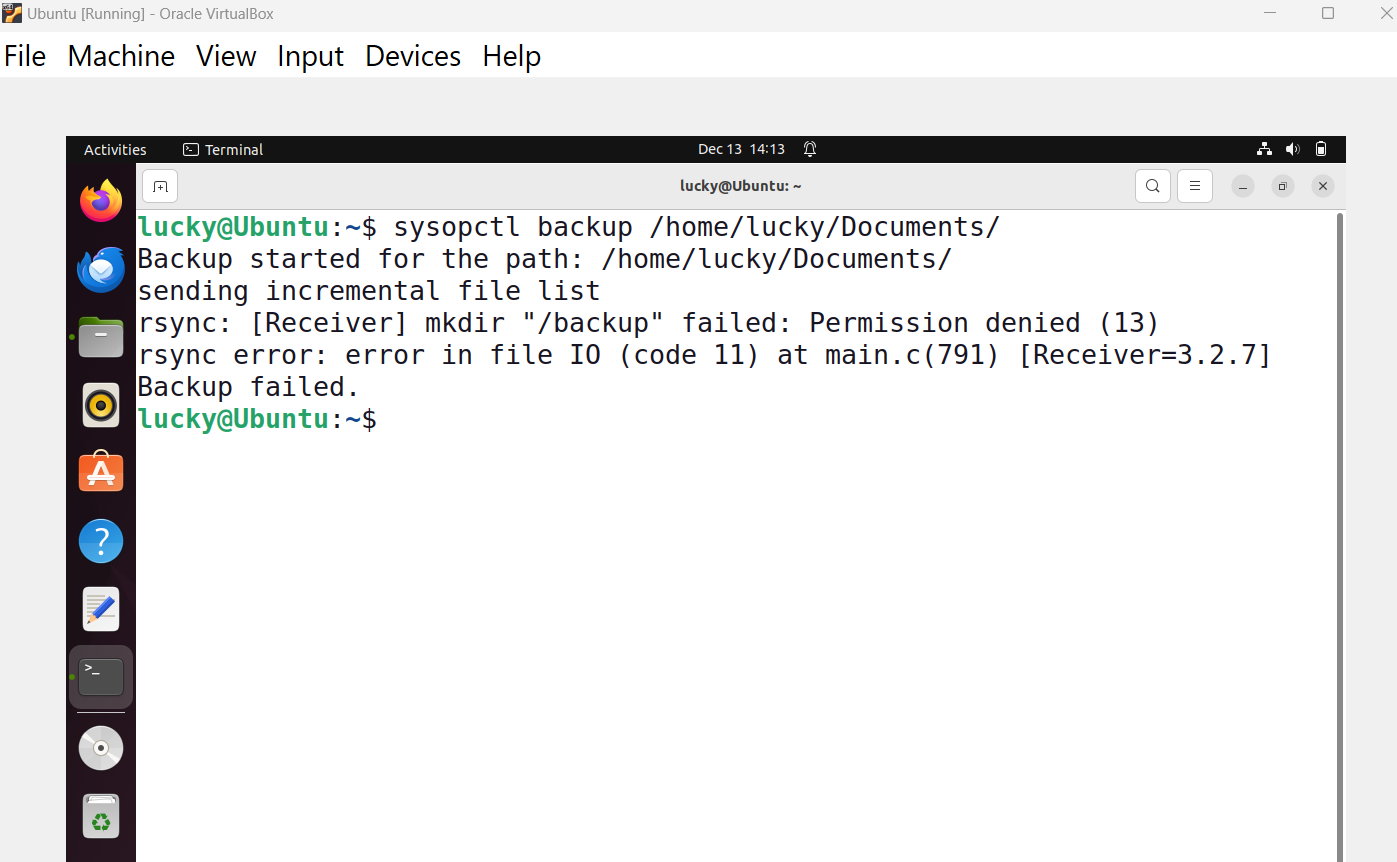 Ubuntu [Running] - Oracle VirtualBox
File Machine View Input Devices Help
Activities Terminal Dec 13 14:13
lucky@Ubuntu: ~
lucky@Ubuntu:~$ sysopctl backup /home/lucky/Documents/
Backup started for the path: /home/lucky/Documents/
sending incremental file list
rsync: [Receiver] mkdir "/backup" failed: Permission denied (13)
rsync error: error in file IO (code 11) at main.c(791) [Receiver=3.2.7]
Backup failed.
lucky@Ubuntu:~$